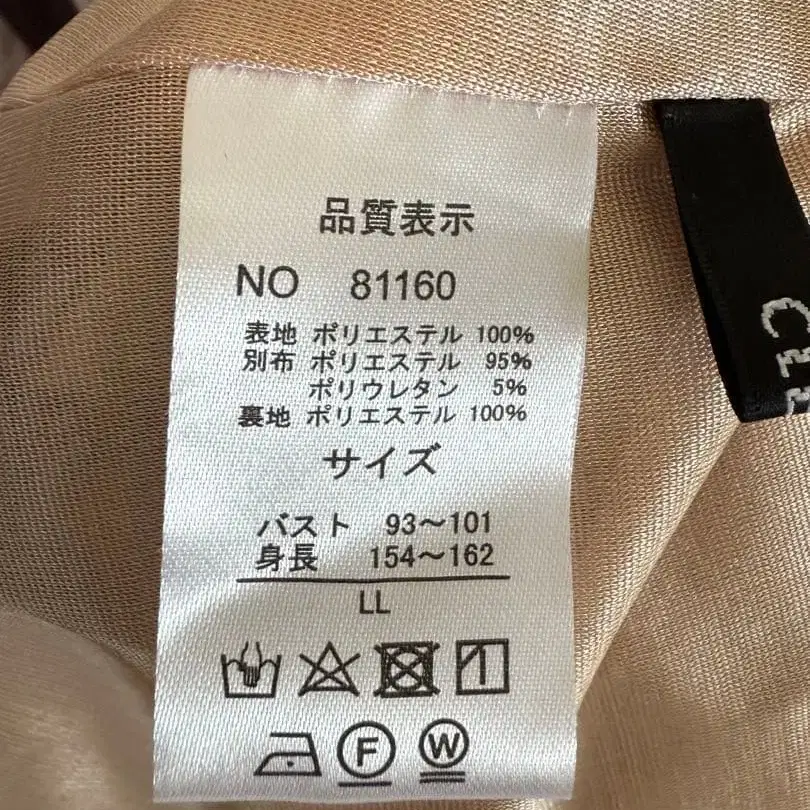 品質表示
NO 81160
表地 ポリエステル 100%
別布 ポリエステル 95%
ポリウレタン 5%
裏地 ポリエステル 100%
サイズ
バスト 93～101
身長 154～162
LL
F W